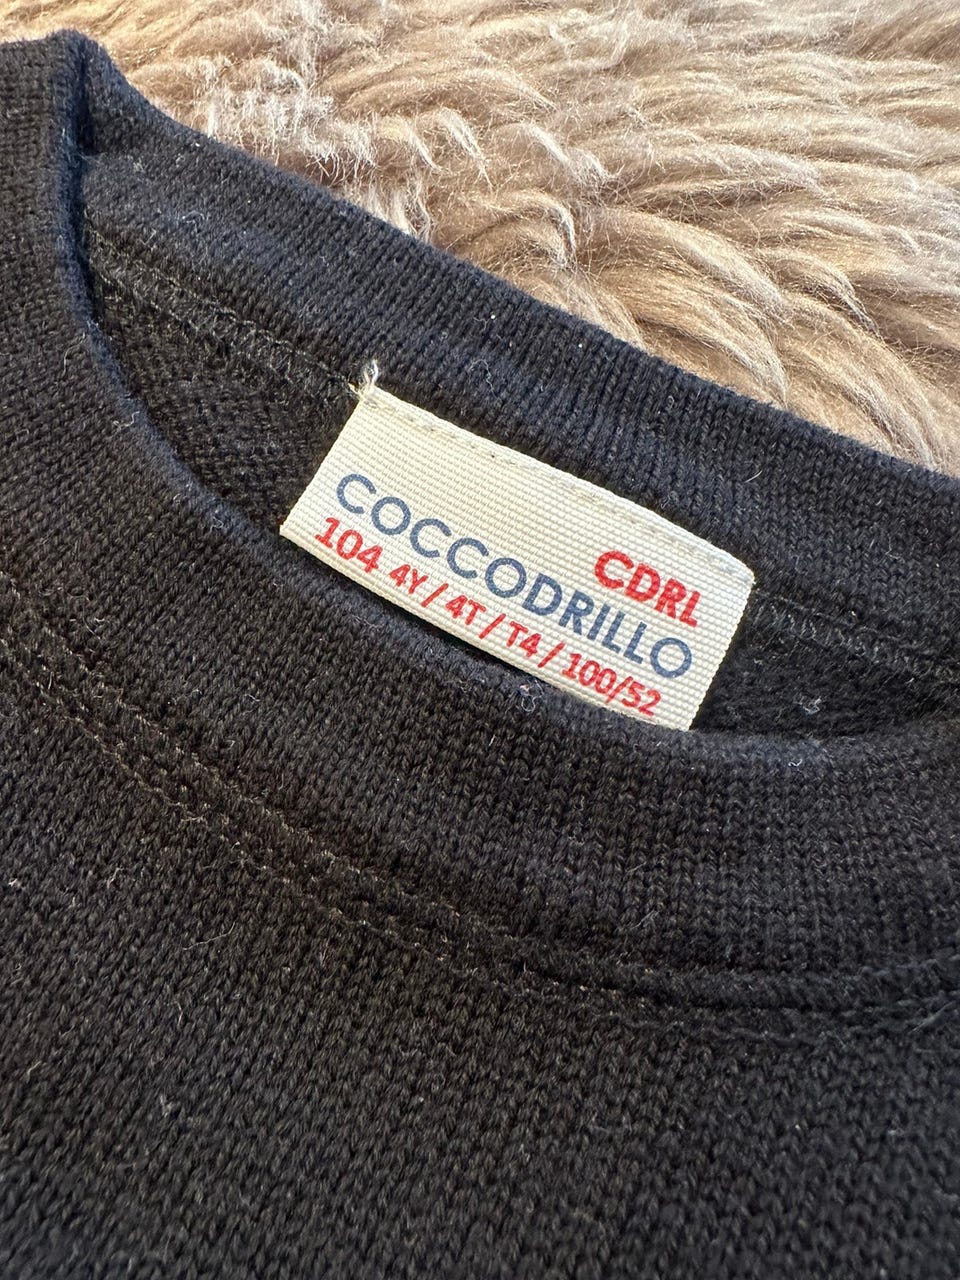 CDRL
COCCODRILLO
104 4Y / 4T / T4 / 100/52